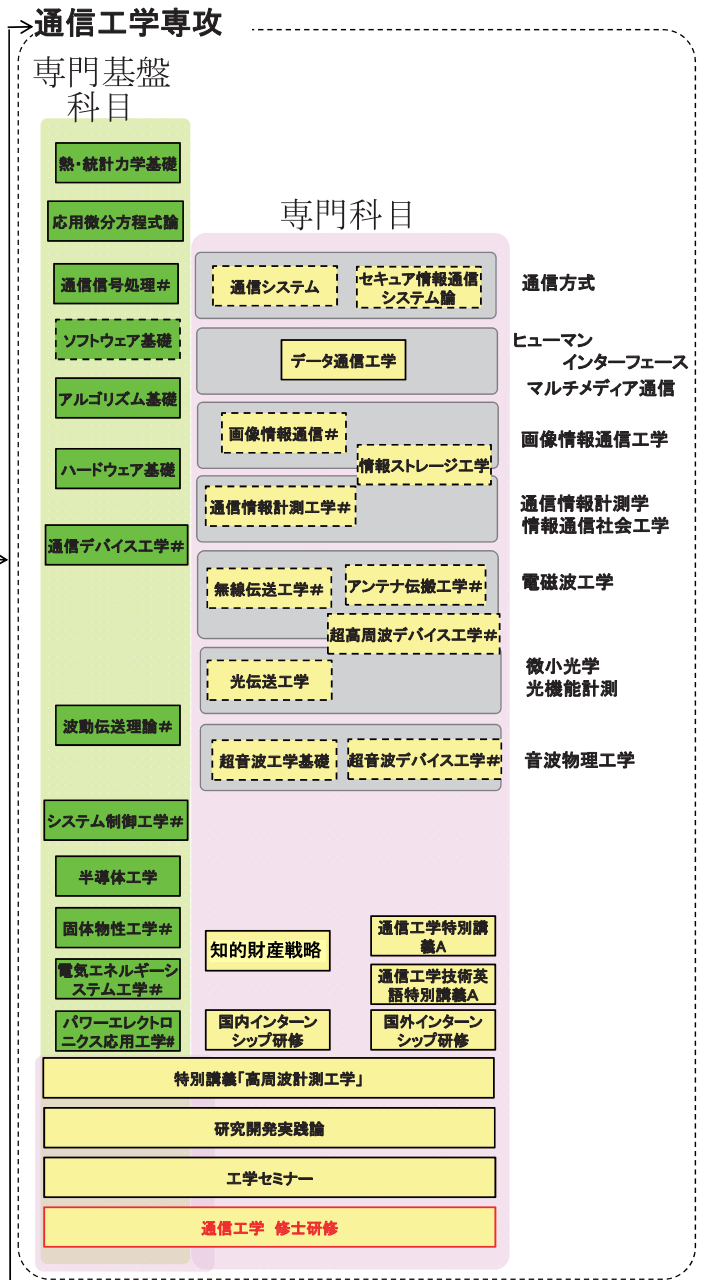 通信工学専攻
専門基盤
科目
熱・統計力学基礎
応用微分方程式論
通信信号処理＃
ソフトウェア基礎
アルゴリズム基礎
ハードウェア基礎
通信デバイス工学＃
波動伝送理論＃
システム制御工学＃
半導体工学
固体物性工学＃
電気エネルギーシ
ステム工学＃
パワーエレクトロ
ニクス応用工学#
専門科目
通信システム
セキュア情報通信
システム論
通信方式
データ通信工学
ヒューマン
インターフェース
マルチメディア通信
画像情報通信＃
情報ストレージ工学
画像情報通信工学
通信情報計測工学＃
通信情報計測学
情報通信社会工学
無線伝送工学＃
アンテナ伝搬工学＃
超高周波デバイス工学＃
電磁波工学
光伝送工学
微小光学
光機能計測
超音波工学基礎
超音波デバイス工学＃
音波物理工学
知的財産戦略
通信工学特別講
義A
通信工学技術英
語特別講義A
国内インターン
シップ研修
国外インターン
シップ研修
特別講義「高周波計測工学」
研究開発実践論
工学セミナー
通信工学 修士研修